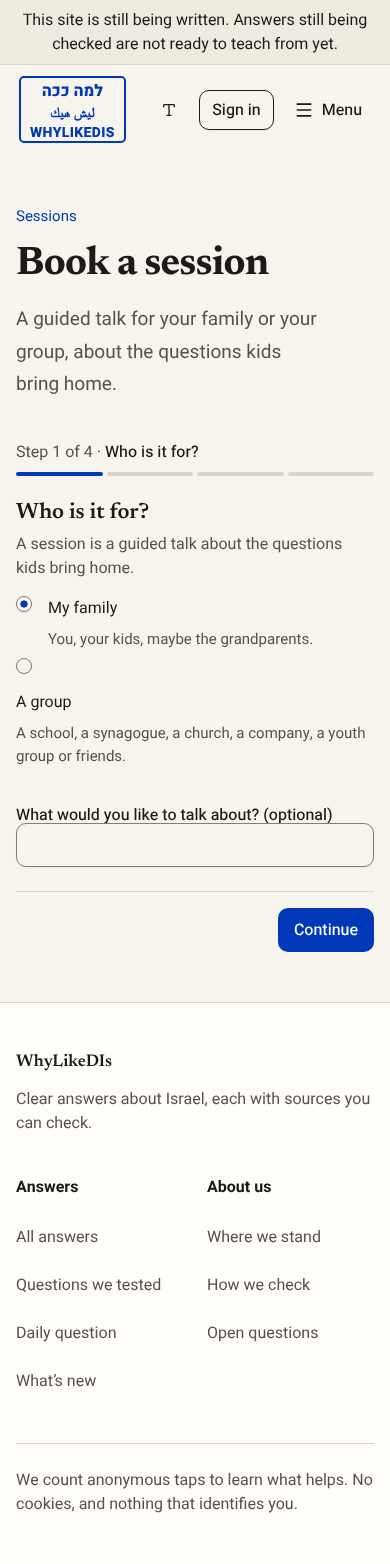 This site is still being written. Answers still being
checked are not ready to teach from yet.
למה ככה
ليش هيك
WHYLIKEDIS
T
Sign in
Menu
Sessions
Book a session
A guided talk for your family or your
group, about the questions kids
bring home.
Step 1 of 4 · Who is it for?
Who is it for?
A session is a guided talk about the questions
kids bring home.
My family
You, your kids, maybe the grandparents.
A group
A school, a synagogue, a church, a company, a youth
group or friends.
What would you like to talk about? (optional)
Continue
WhyLikeDIs
Clear answers about Israel, each with sources you
can check.
Answers
About us
All answers
Where we stand
Questions we tested
How we check
Daily question
Open questions
What’s new
We count anonymous taps to learn what helps. No
cookies, and nothing that identifies you.